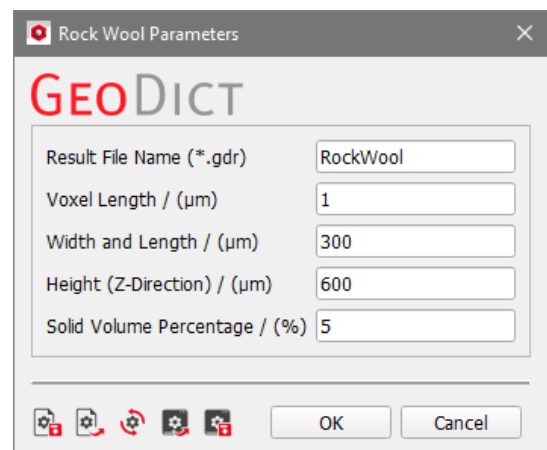 Rock Wool Parameters
GEODICT
Result File Name (*.gdr) RockWool
Voxel Length / (µm) 1
Width and Length / (µm) 300
Height (Z-Direction) / (µm) 600
Solid Volume Percentage / (%) 5
OK Cancel